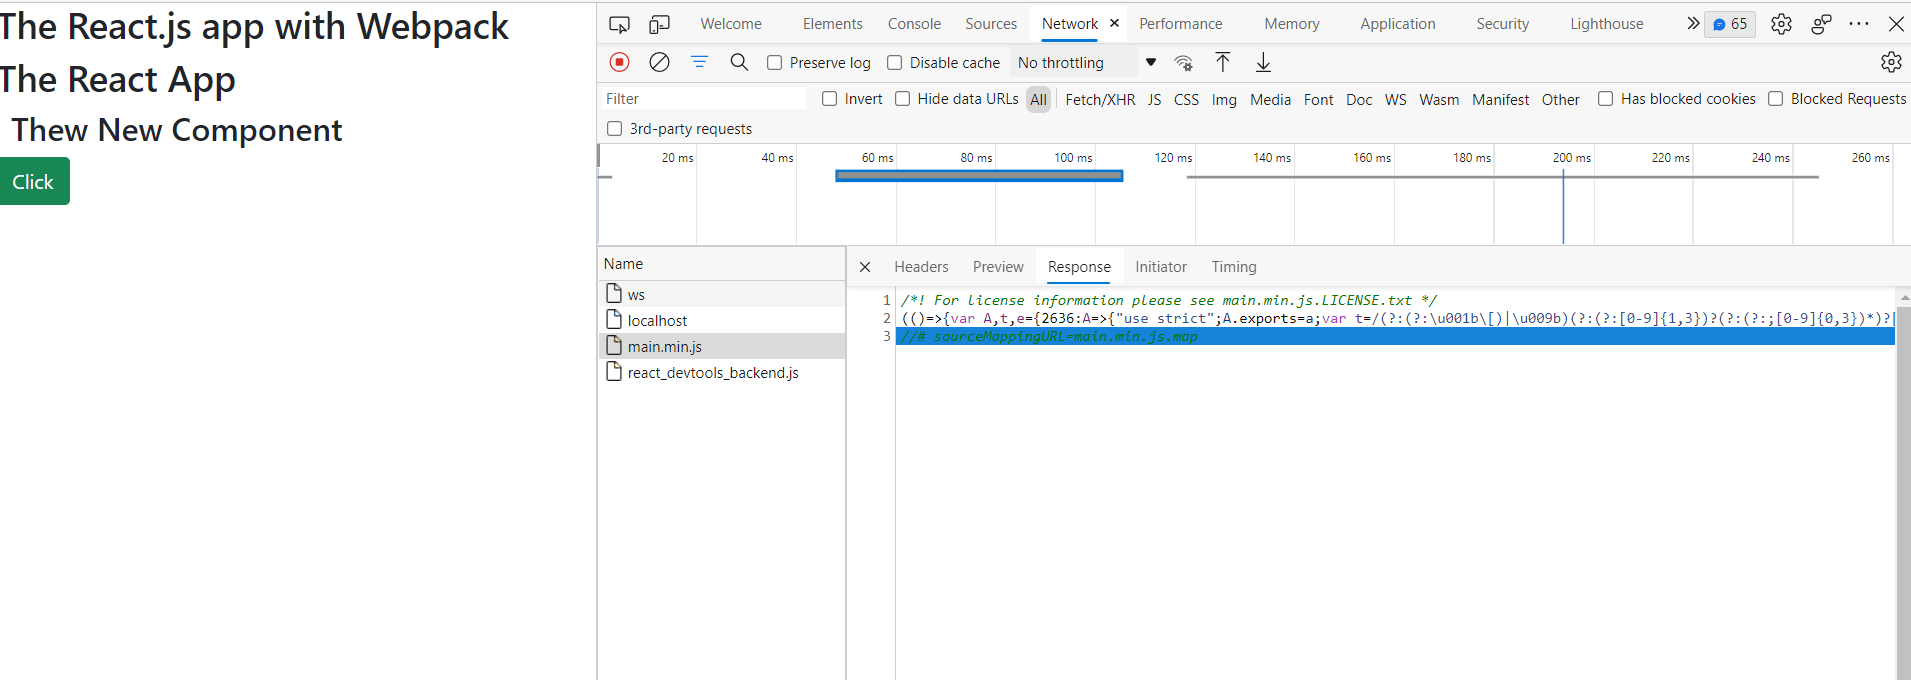 The React.js app with Webpack
The React App
Thew New Component
Click
Welcome Elements Console Sources Network Performance Memory Application Security Lighthouse 65
Preserve log Disable cache No throttling
Filter Invert Hide data URLs All Fetch/XHR JS CSS Img Media Font Doc WS Wasm Manifest Other Has blocked cookies Blocked Requests
3rd-party requests
20 ms 40 ms 60 ms 80 ms 100 ms 120 ms 140 ms 160 ms 180 ms 200 ms 220 ms 240 ms 260 ms
Name
ws
localhost
main.min.js
react_devtools_backend.js
Headers Preview Response Initiator Timing
1 /*! For license information please see main.min.js.LICENSE.txt */
2 (()=>{var A,t,e={2636:A=>{"use strict";A.exports=a;var t=/(?:(?:\u001b\[)|\u009b)(?:(?:[0-9]{1,3})?(?:(?:;[0-9]{0,3})*)?|
3 //# sourceMappingURL=main.min.js.map